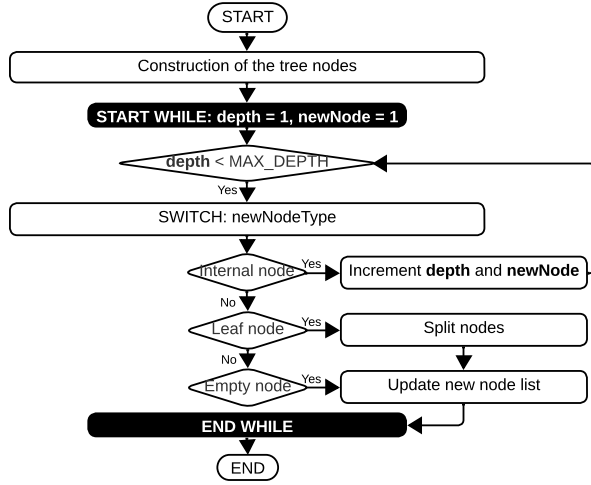 START
Construction of the tree nodes
START WHILE: depth = 1, newNode = 1
depth < MAX_DEPTH
Yes
SWITCH: newNodeType
Internal node
Yes
Increment depth and newNode
No
Leaf node
Yes
Split nodes
No
Empty node
Yes
Update new node list
END WHILE
END